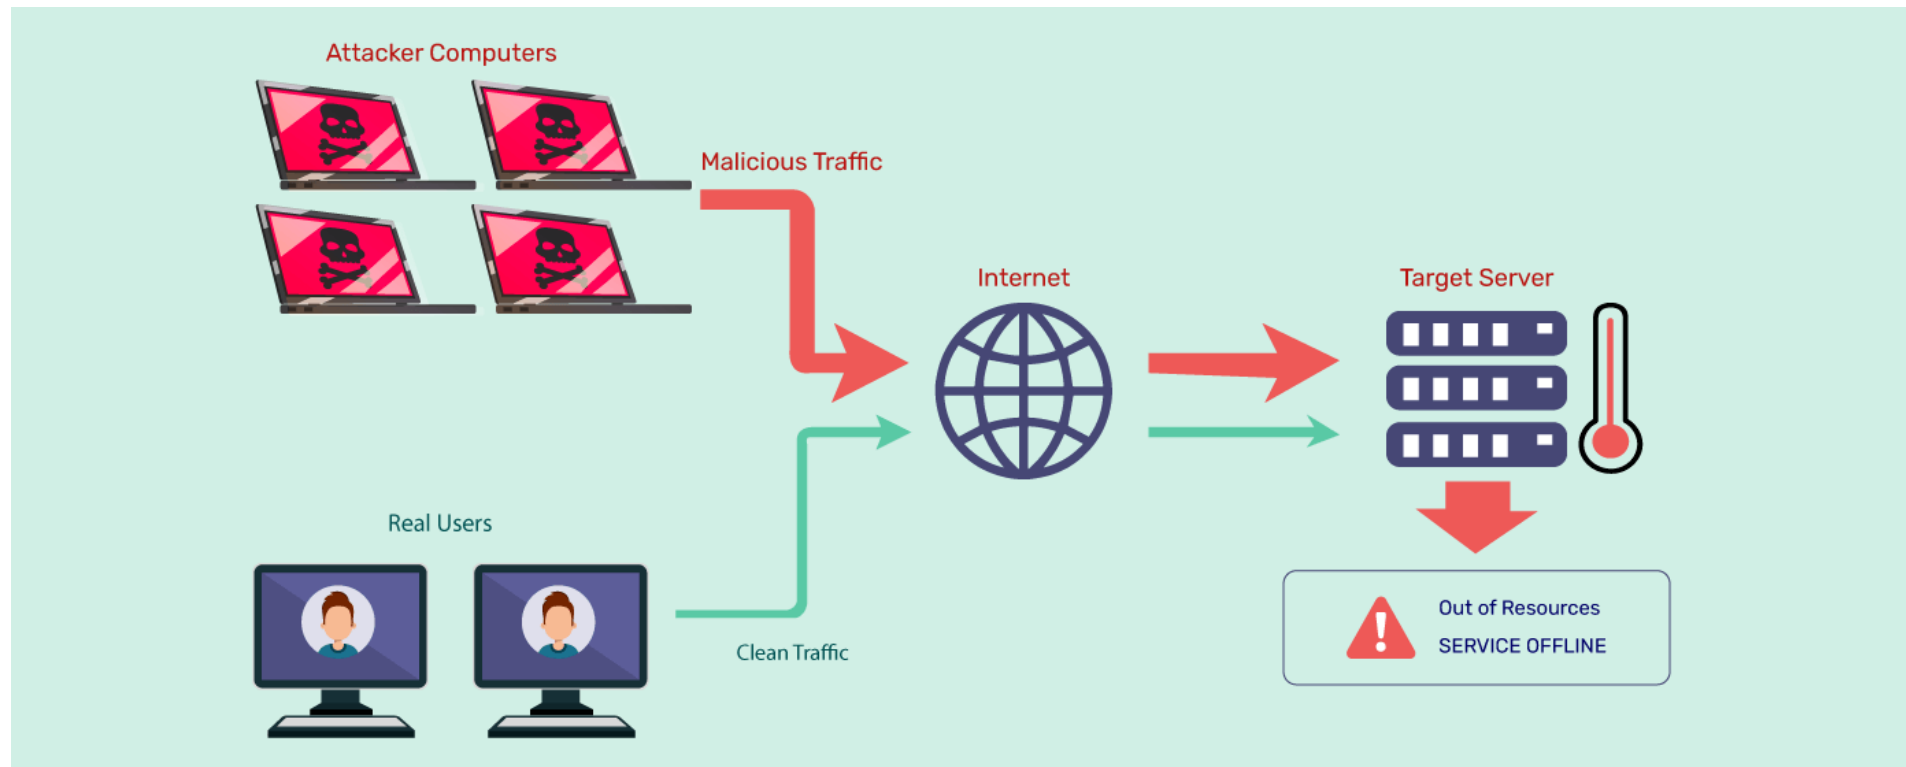 Attacker Computers
Malicious Traffic
Internet
Target Server
Real Users
Clean Traffic
Out of Resources
SERVICE OFFLINE